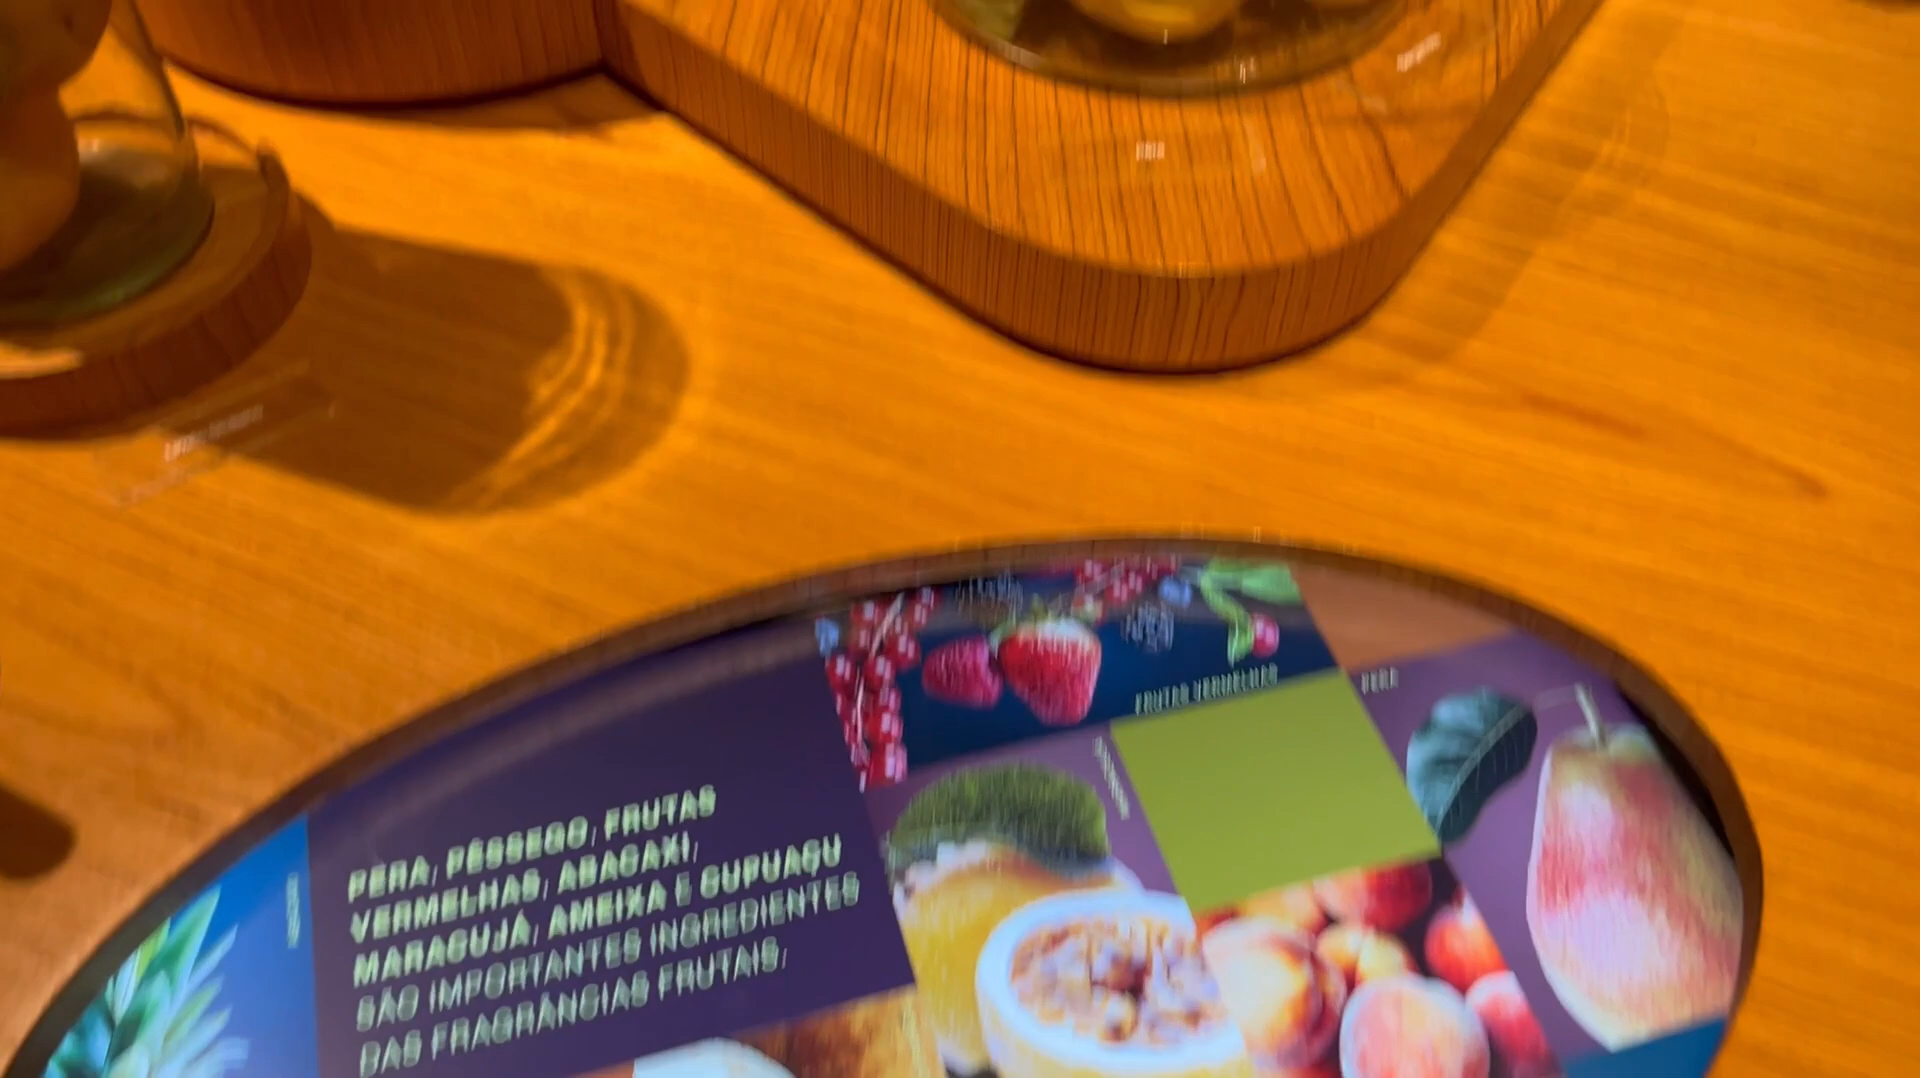 FRUTAS VERMELHAS
PERA
PERA, PÊSSEGO, FRUTAS
VERMELHAS, ABACAXI,
MARACUJÁ, AMEIXA E CUPUAÇU
SÃO IMPORTANTES INGREDIENTES
DAS FRAGRÂNCIAS FRUTAIS.